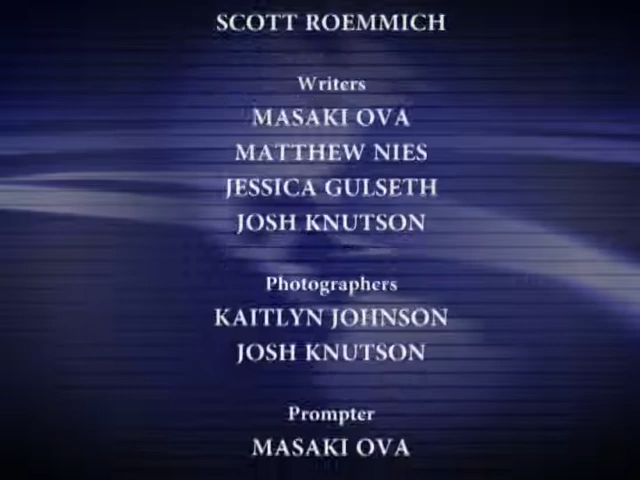 SCOTT ROEMMICH
Writers
MASAKI OVA
MATTHEW NIES
JESSICA GULSETH
JOSH KNUTSON
Photographers
KAITLYN JOHNSON
JOSH KNUTSON
Prompter
MASAKI OVA